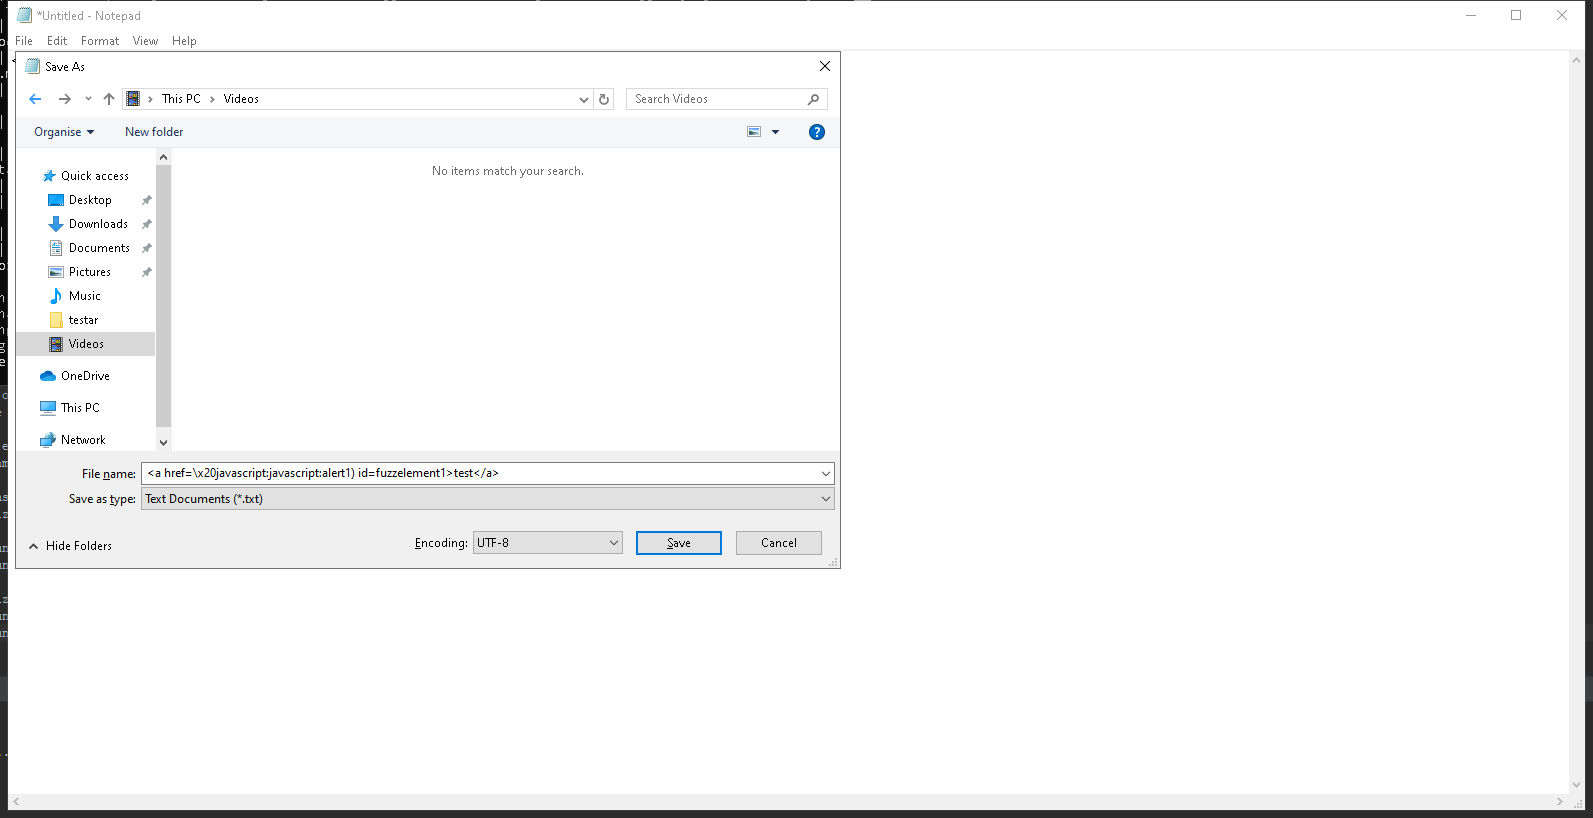 *Untitled - Notepad
File Edit Format View Help
Save As
This PC > Videos
Search Videos
Organise
New folder
No items match your search.
Quick access
Desktop
Downloads
Documents
Pictures
Music
testar
Videos
OneDrive
This PC
Network
File name: <a href=\x20javascript:javascript:alert1) id=fuzzelement1>test</a>
Save as type: Text Documents (*.txt)
Hide Folders
Encoding: UTF-8
Save
Cancel